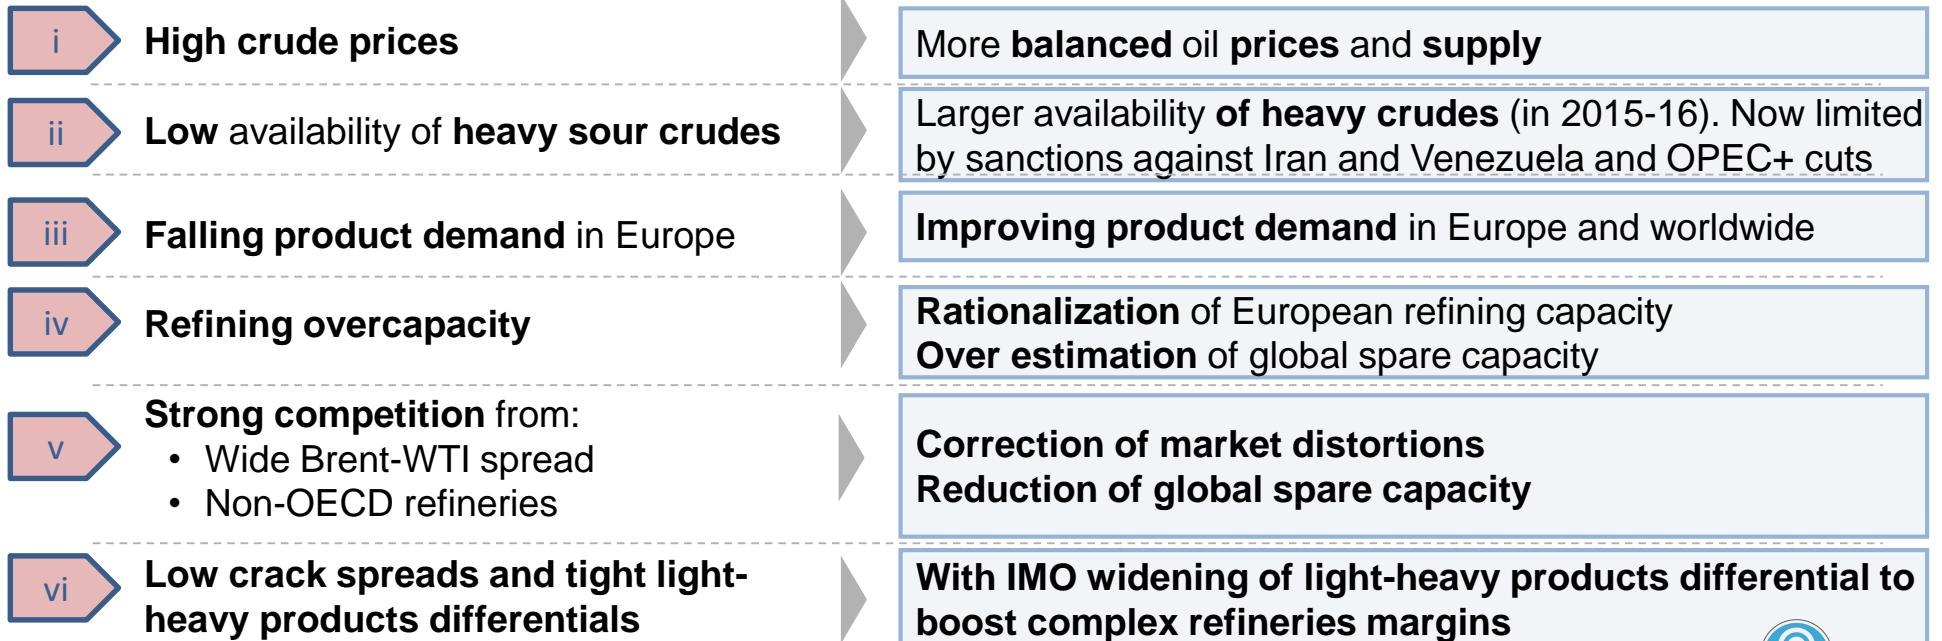 i
High crude prices
More balanced oil prices and supply
ii
Low availability of heavy sour crudes
Larger availability of heavy crudes (in 2015-16). Now limited
by sanctions against Iran and Venezuela and OPEC+ cuts
iii
Falling product demand in Europe
Improving product demand in Europe and worldwide
iv
Refining overcapacity
Rationalization of European refining capacity
Over estimation of global spare capacity
v
Strong competition from:
• Wide Brent-WTI spread
• Non-OECD refineries
Correction of market distortions
Reduction of global spare capacity
vi
Low crack spreads and tight light-
heavy products differentials
With IMO widening of light-heavy products differential to
boost complex refineries margins